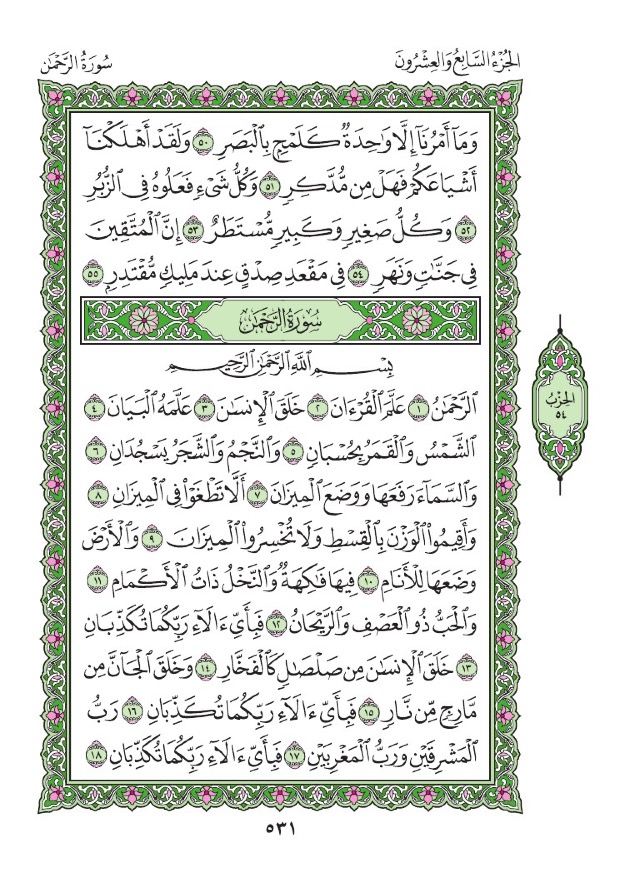 سُورَةُ الرَّحْمَٰن
الجُزْءُ السَّابِعُ وَالعِشْرُونَ
وَمَآ أَمْرُنَآ إِلَّا وَٰحِدَةٌ كَلَمْحٍۭ بِٱلْبَصَرِ ٥٠ وَلَقَدْ أَهْلَكْنَآ
أَشْيَاعَكُمْ فَهَلْ مِن مُّدَّكِرٍ ٥١ وَكُلُّ شَىْءٍ فَعَلُوهُ فِى ٱلزُّبُرِ
٥٢ وَكُلُّ صَغِيرٍ وَكَبِيرٍ مُّسْتَطَرٌ ٥٣ إِنَّ ٱلْمُتَّقِينَ
فِى جَنَّٰتٍ وَنَهَرٍ ٥٤ فِى مَقْعَدِ صِدْقٍ عِندَ مَلِيكٍ مُّقْتَدِرٍۭ ٥٥
سُورَةُ الرَّحْمَٰن
بِسْمِ ٱللَّهِ ٱلرَّحْمَٰنِ ٱلرَّحِيمِ
ٱلرَّحْمَٰنُ ١ عَلَّمَ ٱلْقُرْءَانَ ٢ خَلَقَ ٱلْإِنسَٰنَ ٣ عَلَّمَهُ ٱلْبَيَانَ ٤
ٱلشَّمْسُ وَٱلْقَمَرُ بِحُسْبَانٍ ٥ وَٱلنَّجْمُ وَٱلشَّجَرُ يَسْجُدَانِ ٦
وَٱلسَّمَآءَ رَفَعَهَا وَوَضَعَ ٱلْمِيزَانَ ٧ أَلَّا تَطْغَوْا۟ فِى ٱلْمِيزَانِ ٨
وَأَقِيمُوا۟ ٱلْوَزْنَ بِٱلْقِسْطِ وَلَا تُخْسِرُوا۟ ٱلْمِيزَانَ ٩ وَٱلْأَرْضَ
وَضَعَهَا لِلْأَنَامِ ١٠ فِيهَا فَٰكِهَةٌ وَٱلنَّخْلُ ذَاتُ ٱلْأَكْمَامِ ١١
وَٱلْحَبُّ ذُو ٱلْعَصْفِ وَٱلرَّيْحَانُ ١٢ فَبِأَىِّ ءَالَآءِ رَبِّكُمَا تُكَذِّبَانِ
١٣ خَلَقَ ٱلْإِنسَٰنَ مِن صَلْصَٰلٍ كَٱلْفَخَّارِ ١٤ وَخَلَقَ ٱلْجَآنَّ مِن
مَّارِجٍ مِّن نَّارٍ ١٥ فَبِأَىِّ ءَالَآءِ رَبِّكُمَا تُكَذِّبَانِ ١٦ رَبُّ
ٱلْمَشْرِقَيْنِ وَرَبُّ ٱلْمَغْرِبَيْنِ ١٧ فَبِأَىِّ ءَالَآءِ رَبِّكُمَا تُكَذِّبَانِ ١٨
الحِزْبُ
٥٤
٥٣١